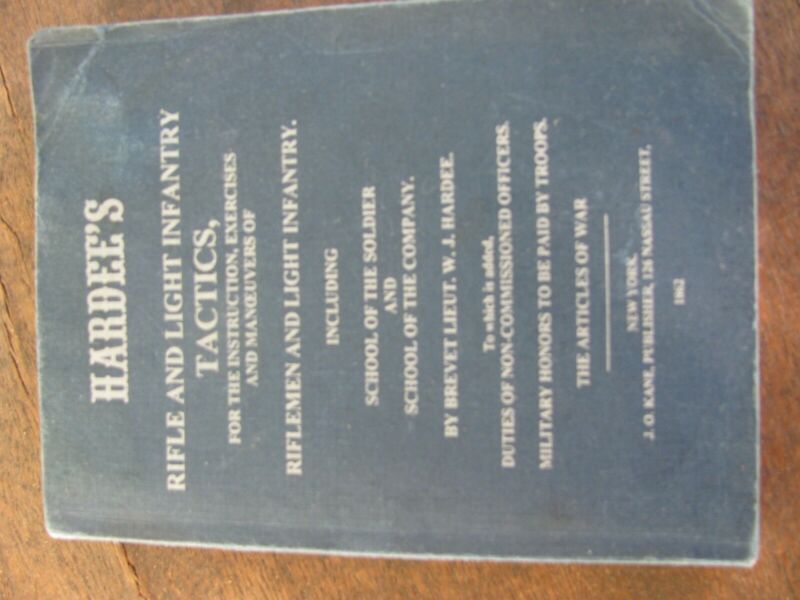 HARDEE'S
RIFLE AND LIGHT INFANTRY
TACTICS,
FOR THE INSTRUCTION, EXERCISES
AND MANŒUVERS OF
RIFLEMEN AND LIGHT INFANTRY.
INCLUDING
SCHOOL OF THE SOLDIER
AND
SCHOOL OF THE COMPANY.
BY BREVET LIEUT. W. J. HARDEE.
To which is added,
DUTIES OF NON-COMMISSIONED OFFICERS.
MILITARY HONORS TO BE PAID BY TROOPS.
THE ARTICLES OF WAR
NEW YORK.
J. O. KANE, PUBLISHER, 126 NASSAU STREET,
1862